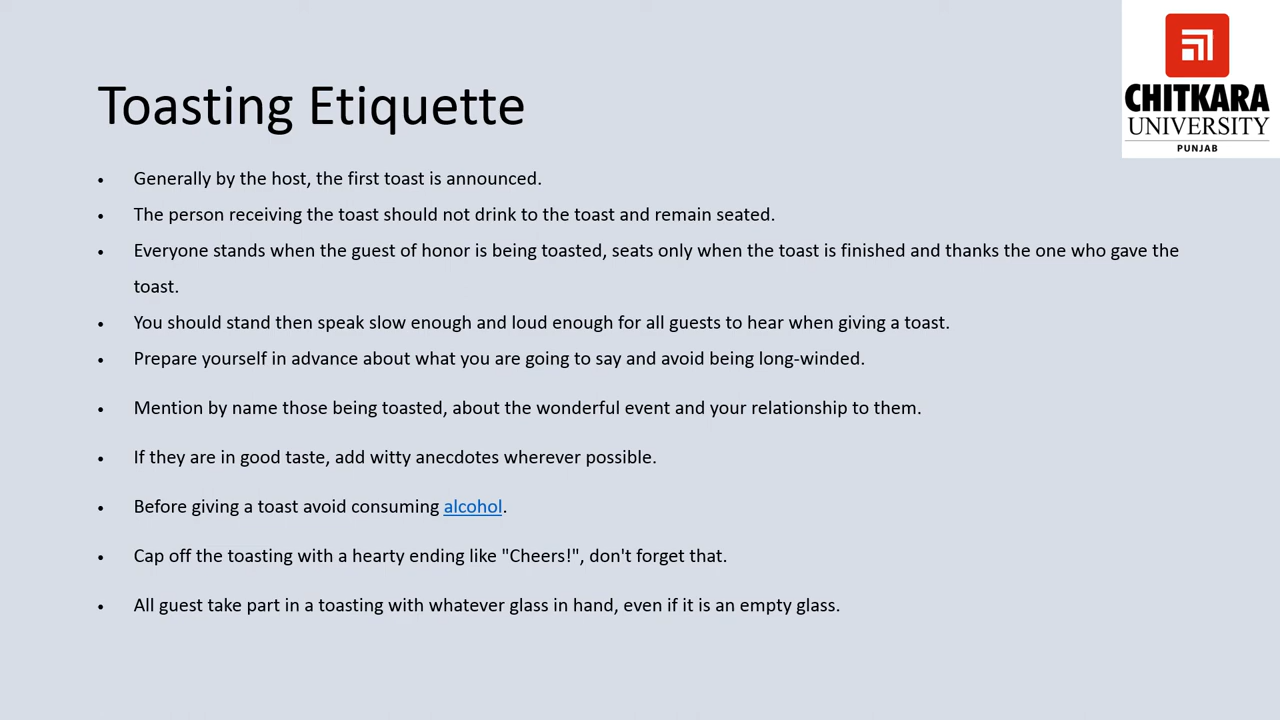 CHITKARA
UNIVERSITY
PUNJAB
Toasting Etiquette
• Generally by the host, the first toast is announced.
• The person receiving the toast should not drink to the toast and remain seated.
• Everyone stands when the guest of honor is being toasted, seats only when the toast is finished and thanks the one who gave the
toast.
• You should stand then speak slow enough and loud enough for all guests to hear when giving a toast.
• Prepare yourself in advance about what you are going to say and avoid being long-winded.
• Mention by name those being toasted, about the wonderful event and your relationship to them.
• If they are in good taste, add witty anecdotes wherever possible.
• Before giving a toast avoid consuming alcohol.
• Cap off the toasting with a hearty ending like "Cheers!", don't forget that.
• All guest take part in a toasting with whatever glass in hand, even if it is an empty glass.